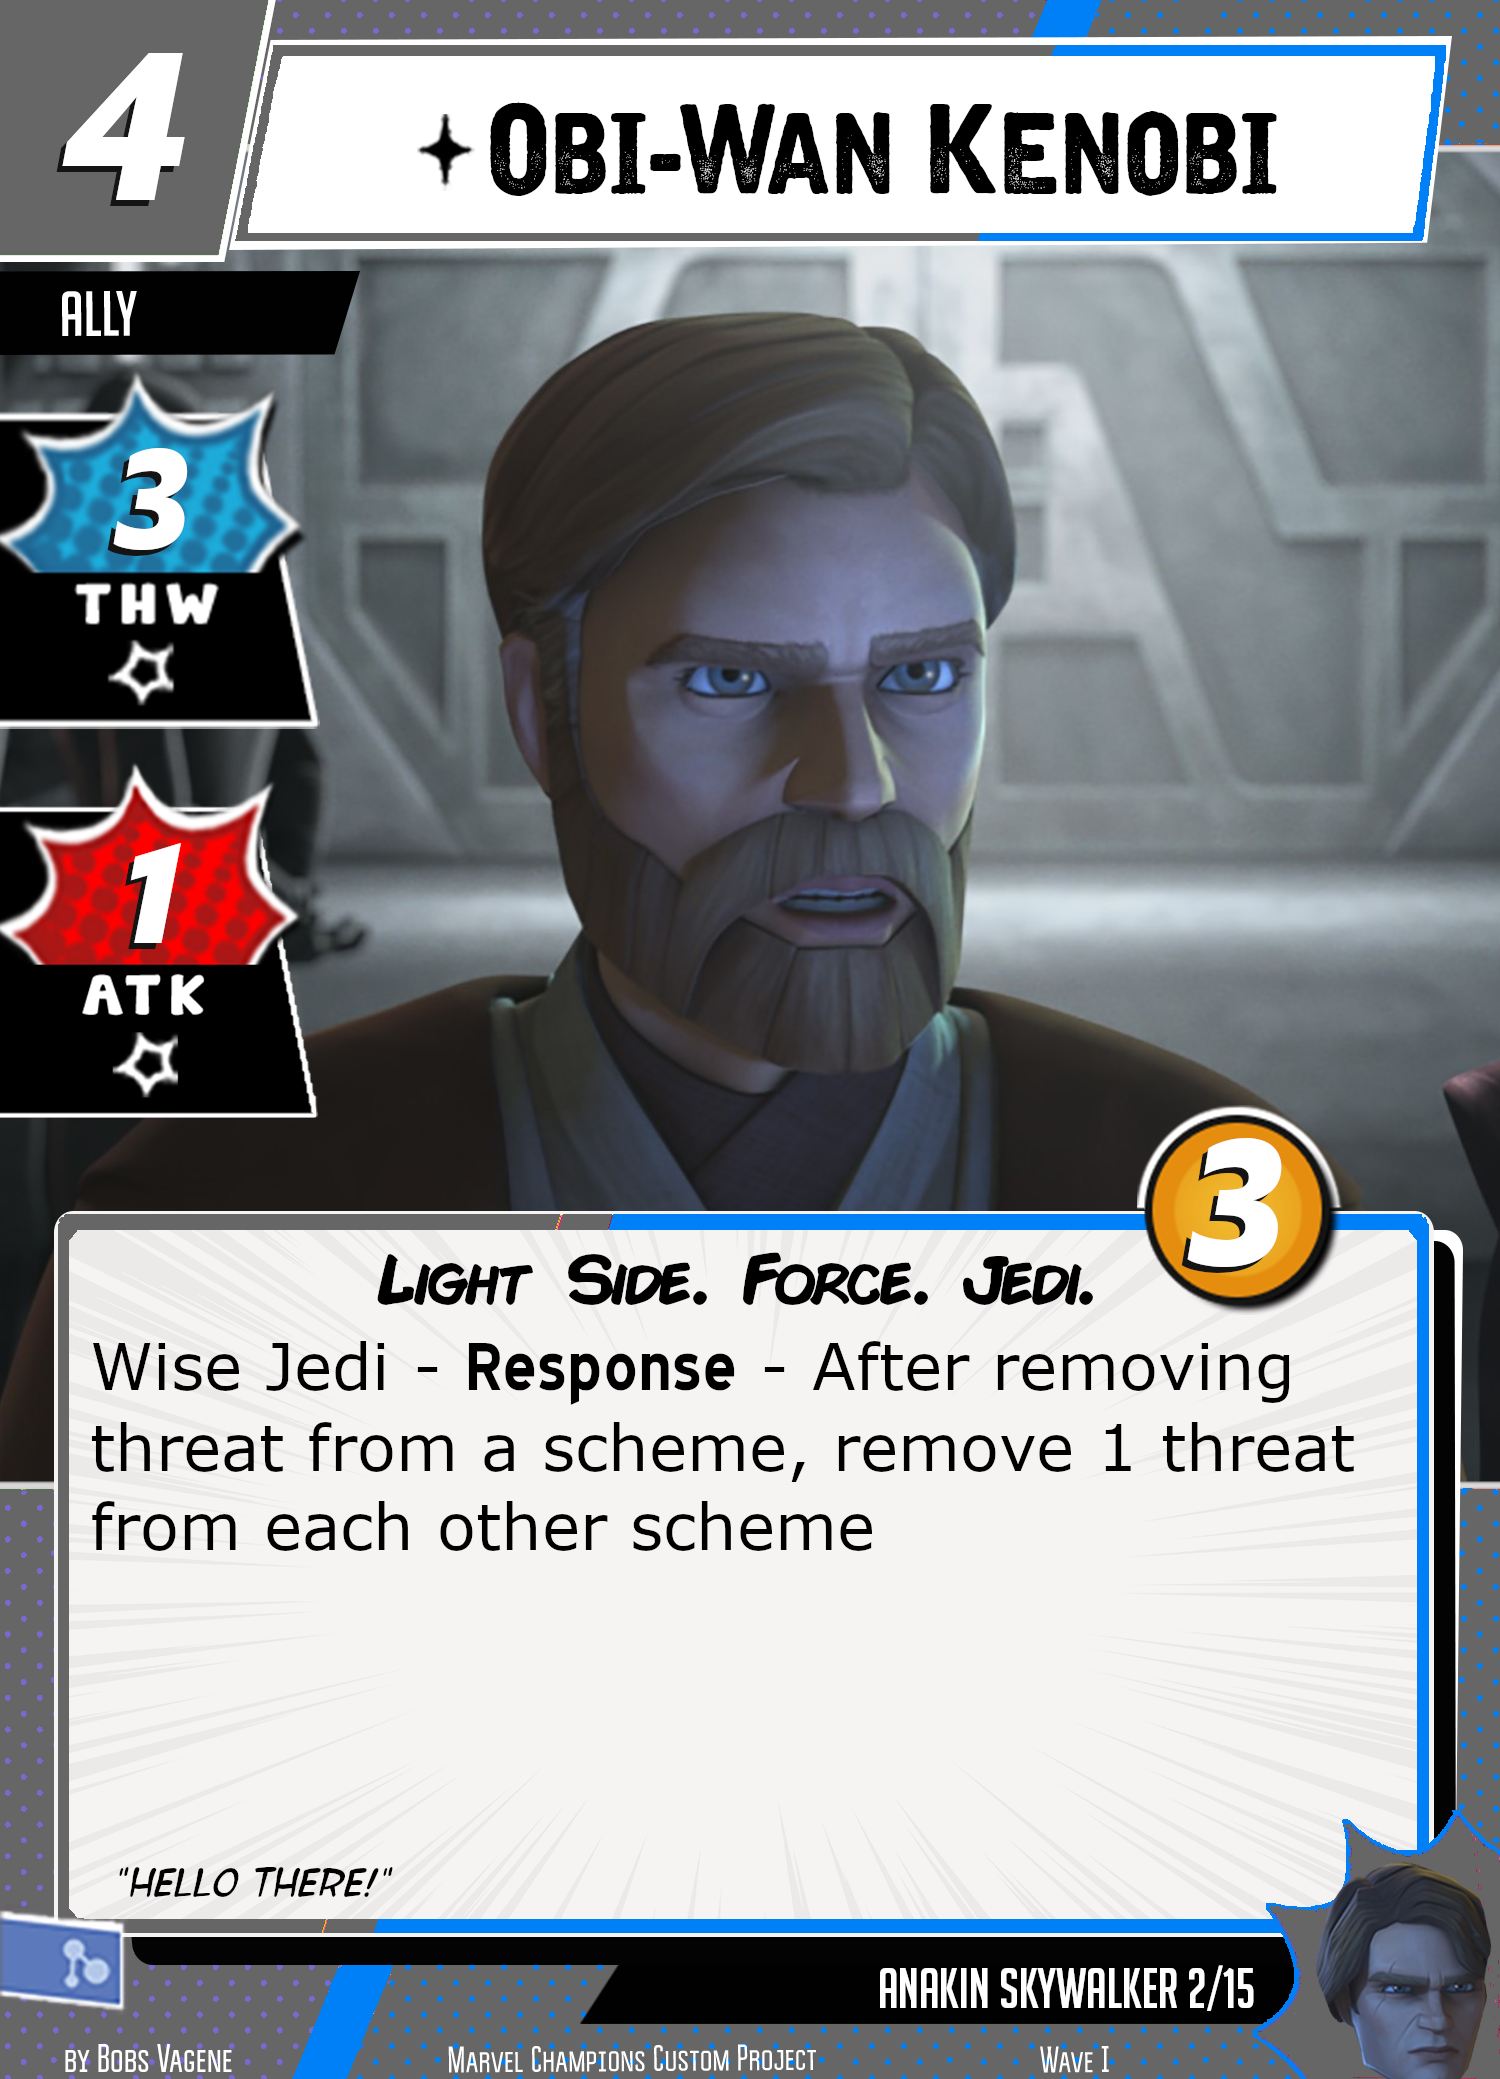 4
Obi-Wan Kenobi
ALLY
3
THW
1
ATK
3
Light Side. Force. Jedi.
Wise Jedi - Response - After removing
threat from a scheme, remove 1 threat
from each other scheme
"HELLO THERE!"
ANAKIN SKYWALKER 2/15
by Bobs Vagene
Marvel Champions Custom Project
Wave I